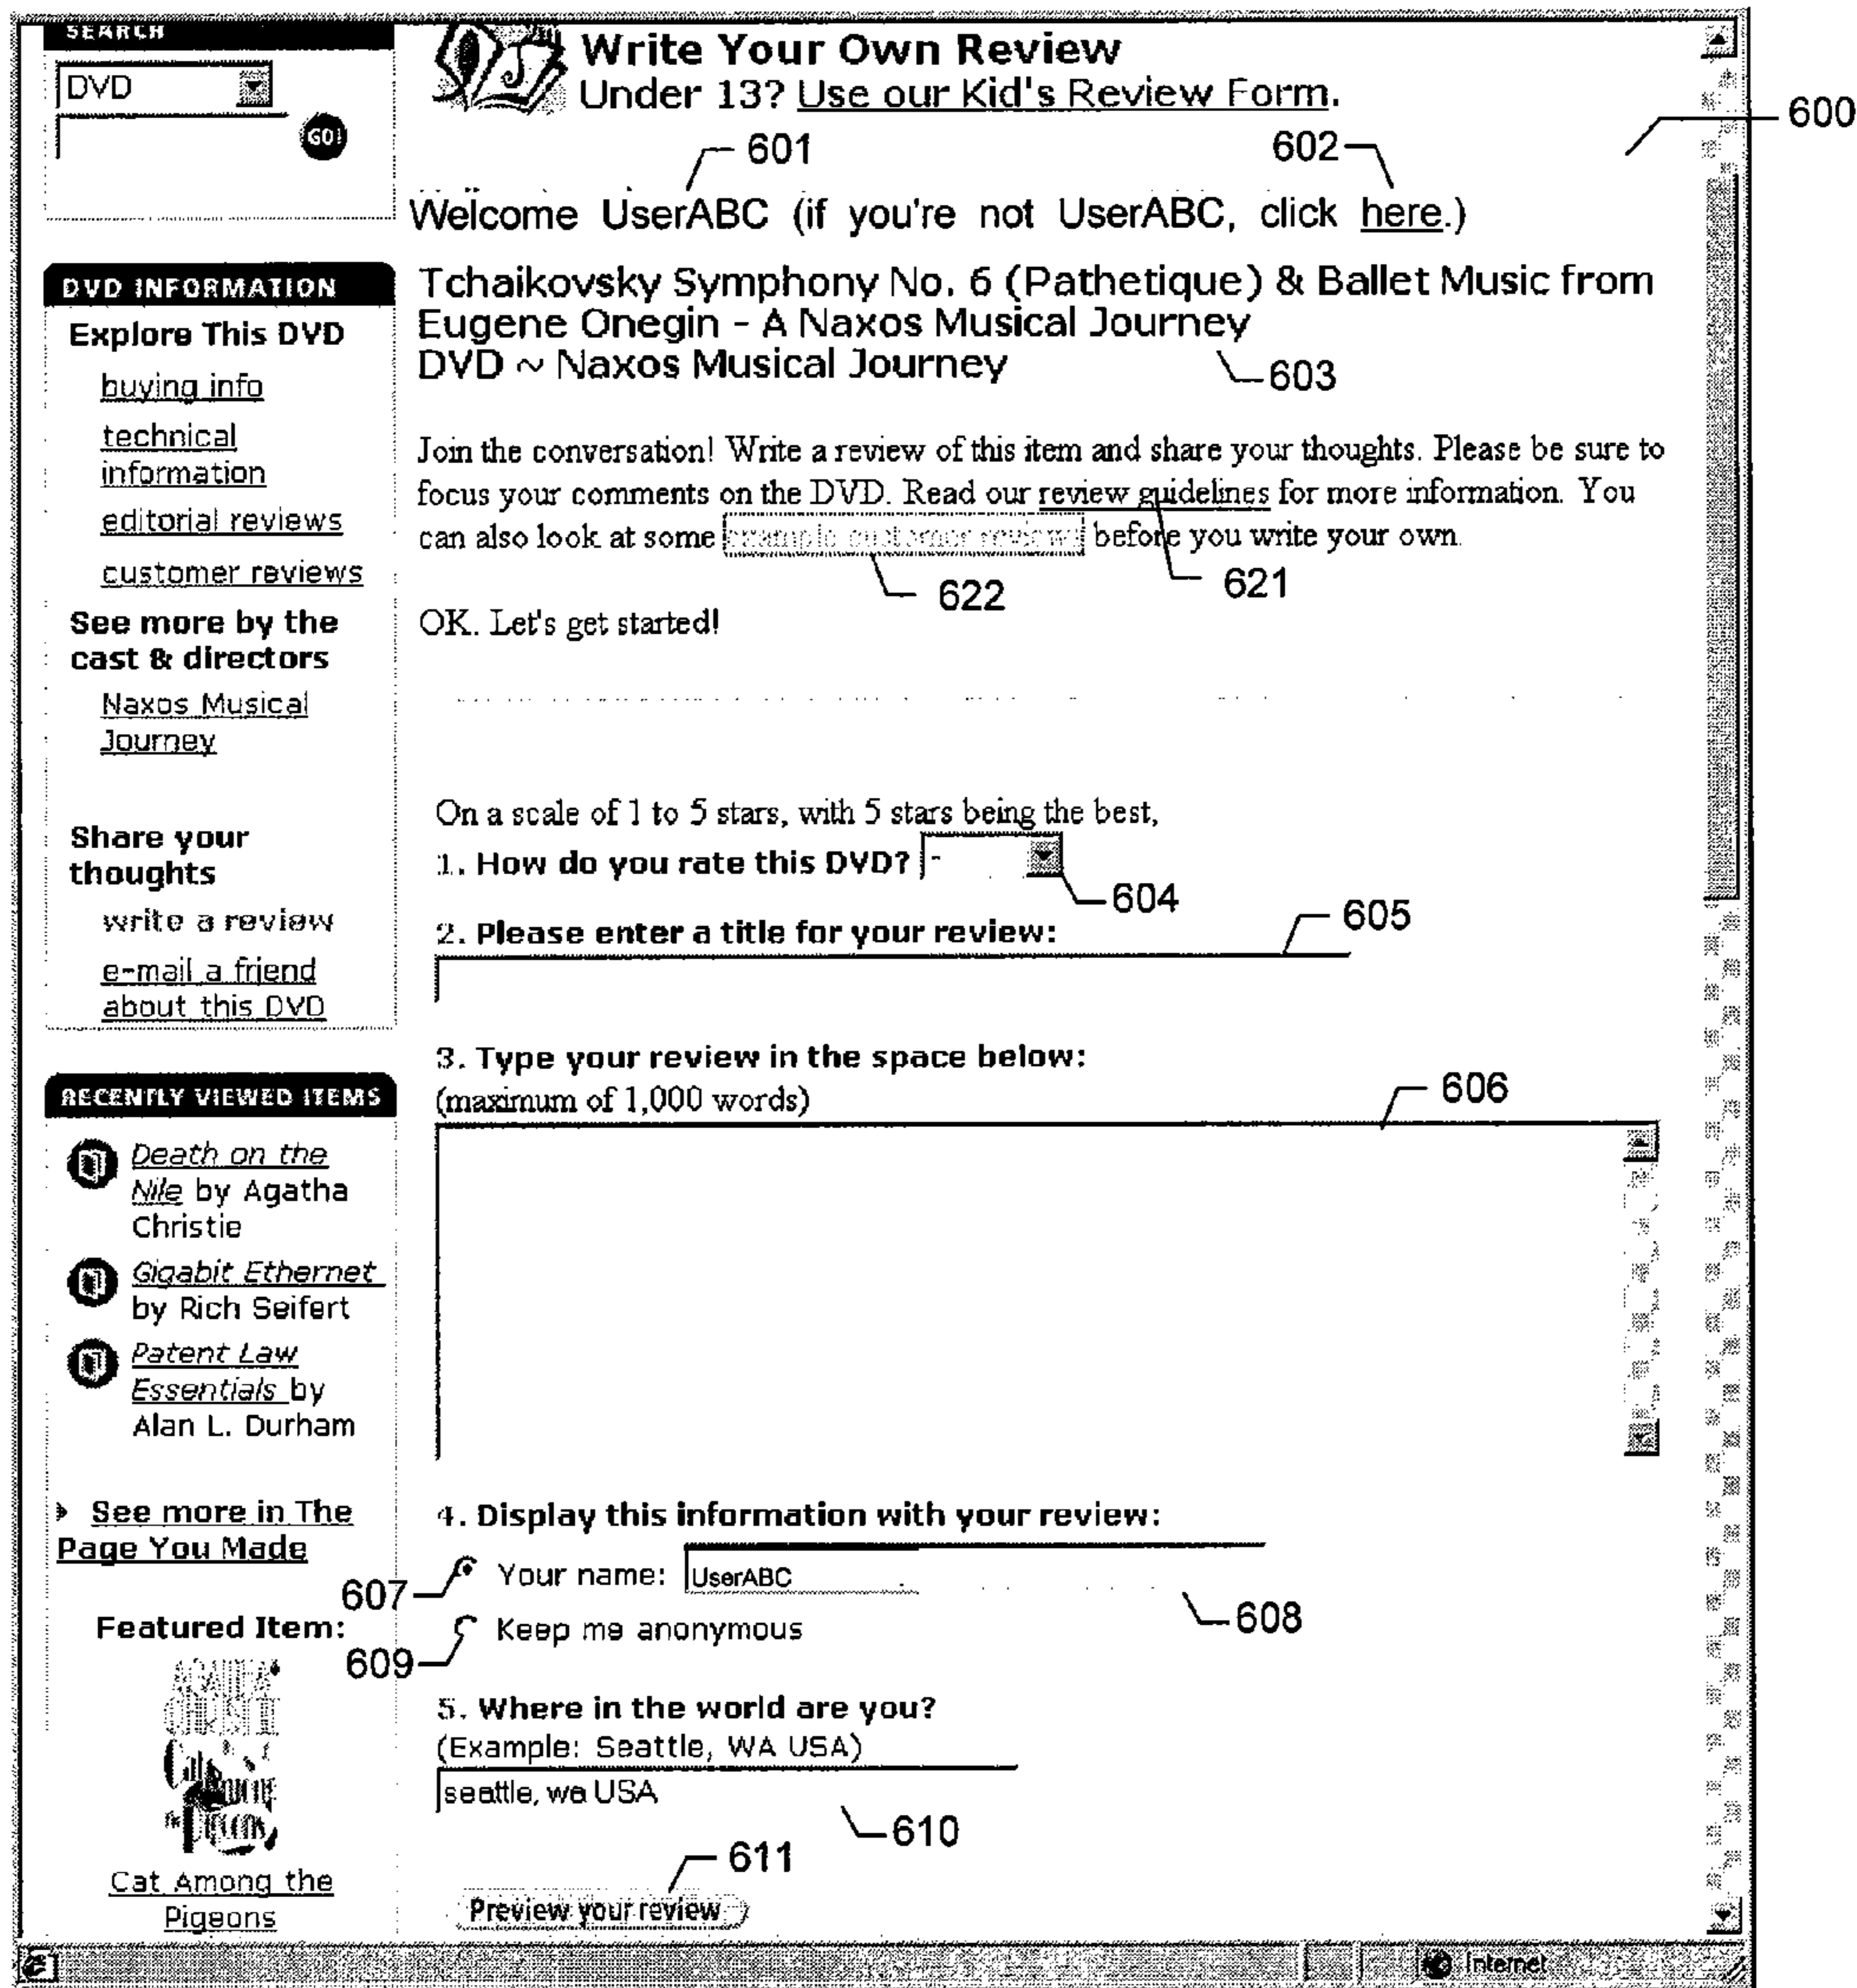 SEARCH
DVD
GO!
DVD INFORMATION
Explore This DVD
buying info
technical
information
editorial reviews
customer reviews
See more by the
cast & directors
Naxos Musical
Journey
Share your
thoughts
write a review
e-mail a friend
about this DVD
RECENTLY VIEWED ITEMS
Death on the
Nile by Agatha
Christie
Gigabit Ethernet
by Rich Seifert
Patent Law
Essentials by
Alan L. Durham
See more in The
Page You Made
Featured Item:
AGATHA
CHRISTIE
Cat Among the
Pigeons
Write Your Own Review
Under 13? Use our Kid's Review Form.
600
601
602
Welcome UserABC (if you're not UserABC, click here.)
Tchaikovsky Symphony No. 6 (Pathetique) & Ballet Music from
Eugene Onegin - A Naxos Musical Journey
DVD ~ Naxos Musical Journey
603
Join the conversation! Write a review of this item and share your thoughts. Please be sure to
focus your comments on the DVD. Read our review guidelines for more information. You
can also look at some example customer reviews before you write your own.
622
621
OK. Let's get started!
On a scale of 1 to 5 stars, with 5 stars being the best,
1. How do you rate this DVD? -
604
2. Please enter a title for your review:
605
3. Type your review in the space below:
(maximum of 1,000 words)
606
4. Display this information with your review:
607
Your name: UserABC
608
609
Keep me anonymous
5. Where in the world are you?
(Example: Seattle, WA USA)
seattle, wa USA
610
611
Preview your review
Internet